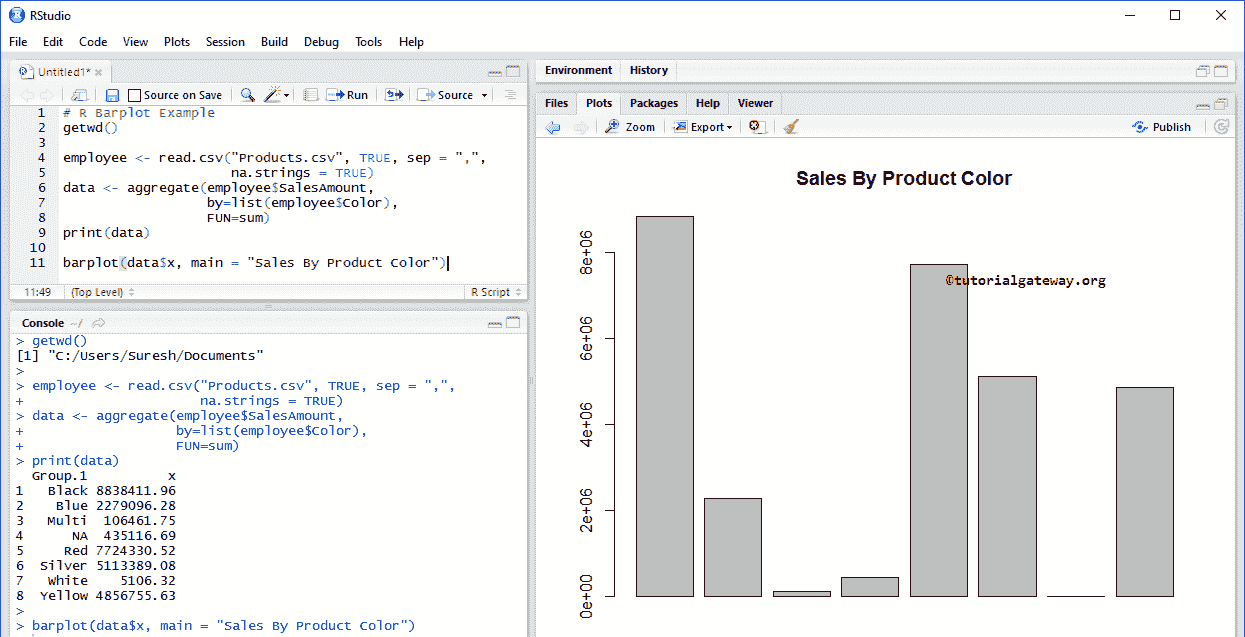 RStudio
File Edit Code View Plots Session Build Debug Tools Help
Untitled1*
Source on Save Run Source
1 # R Barplot Example
2 getwd()
3
4 employee <- read.csv("Products.csv", TRUE, sep = ",",
5                      na.strings = TRUE)
6 data <- aggregate(employee$SalesAmount,
7                   by=list(employee$Color),
8                   FUN=sum)
9 print(data)
10
11 barplot(data$x, main = "Sales By Product Color")
11:49 (Top Level) R Script
Console ~/
> getwd()
[1] "C:/Users/Suresh/Documents"
>
> employee <- read.csv("Products.csv", TRUE, sep = ",",
+                      na.strings = TRUE)
> data <- aggregate(employee$SalesAmount,
+                   by=list(employee$Color),
+                   FUN=sum)
> print(data)
  Group.1          x
1   Black 8838411.96
2    Blue 2279096.28
3   Multi  106461.75
4      NA  435116.69
5     Red 7724330.52
6  Silver 5113389.08
7   White    5106.32
8  Yellow 4856755.63
>
> barplot(data$x, main = "Sales By Product Color")
Environment History
Files Plots Packages Help Viewer
Zoom Export Publish
Sales By Product Color
8e+06
6e+06
4e+06
2e+06
0e+00
©tutorialgateway.org